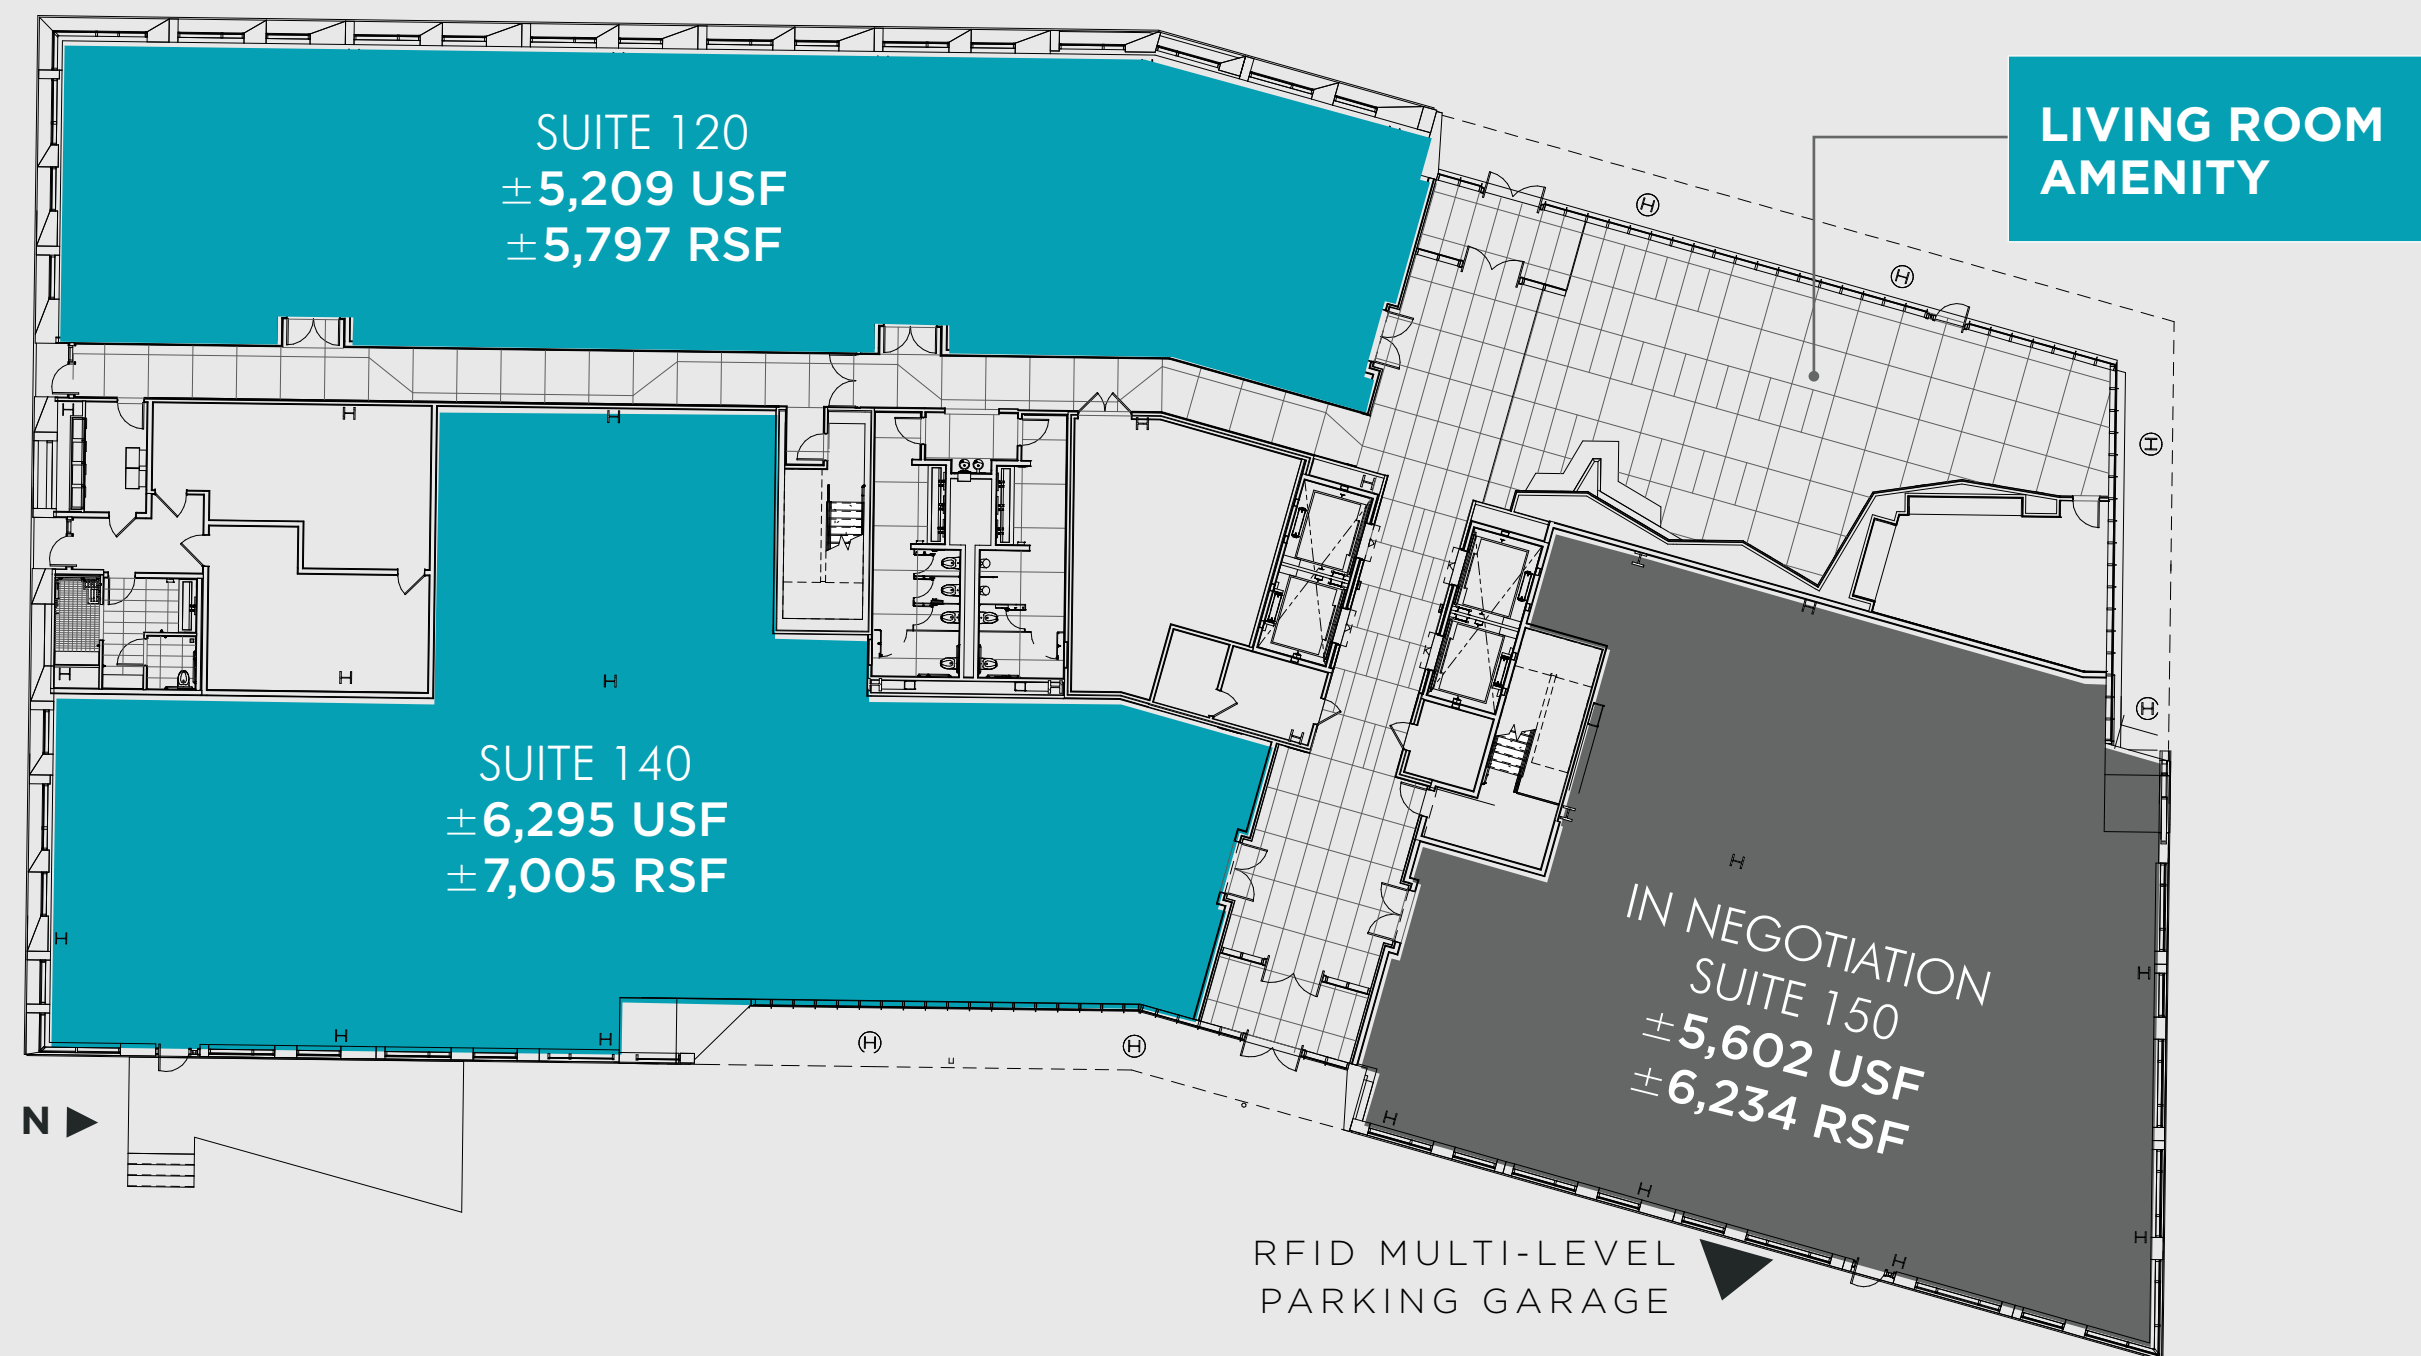 SUITE 120
±5,209 USF
±5,797 RSF
LIVING ROOM
AMENITY
SUITE 140
±6,295 USF
±7,005 RSF
IN NEGOTIATION
SUITE 150
±5,602 USF
±6,234 RSF
N
RFID MULTI-LEVEL
PARKING GARAGE